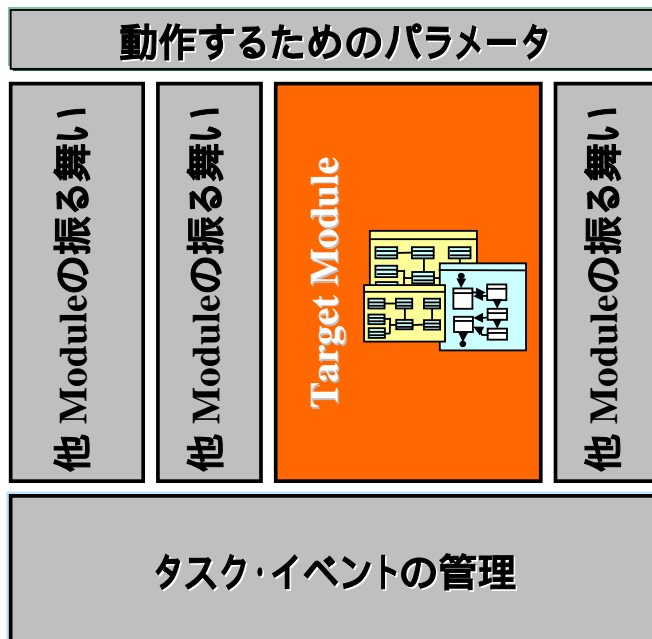 動作するためのパラメータ
他 Moduleの振る舞い
他 Moduleの振る舞い
Target Module
他 Moduleの振る舞い
タスク・イベントの管理